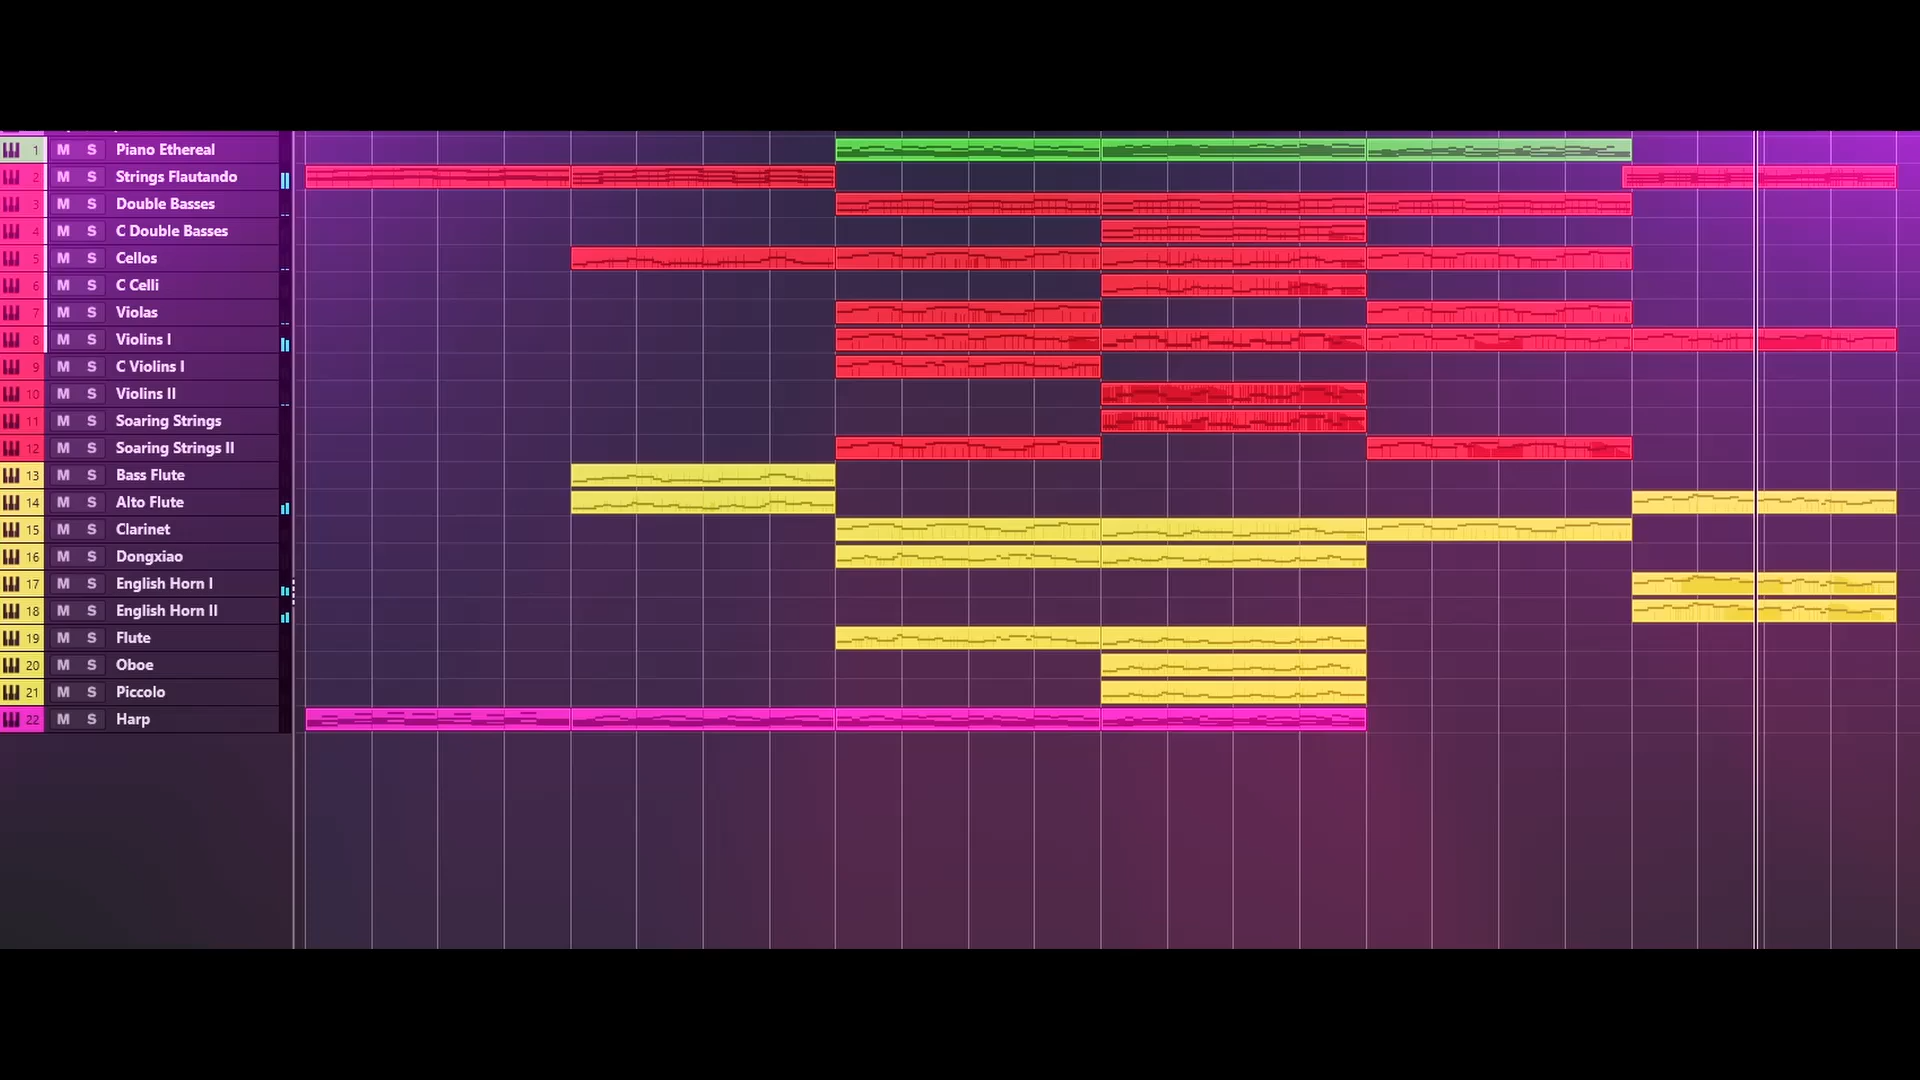 1 M S Piano Ethereal
2 M S Strings Flautando
3 M S Double Basses
4 M S C Double Basses
5 M S Cellos
6 M S C Celli
7 M S Violas
8 M S Violins I
9 M S C Violins I
10 M S Violins II
11 M S Soaring Strings
12 M S Soaring Strings II
13 M S Bass Flute
14 M S Alto Flute
15 M S Clarinet
16 M S Dongxiao
17 M S English Horn I
18 M S English Horn II
19 M S Flute
20 M S Oboe
21 M S Piccolo
22 M S Harp